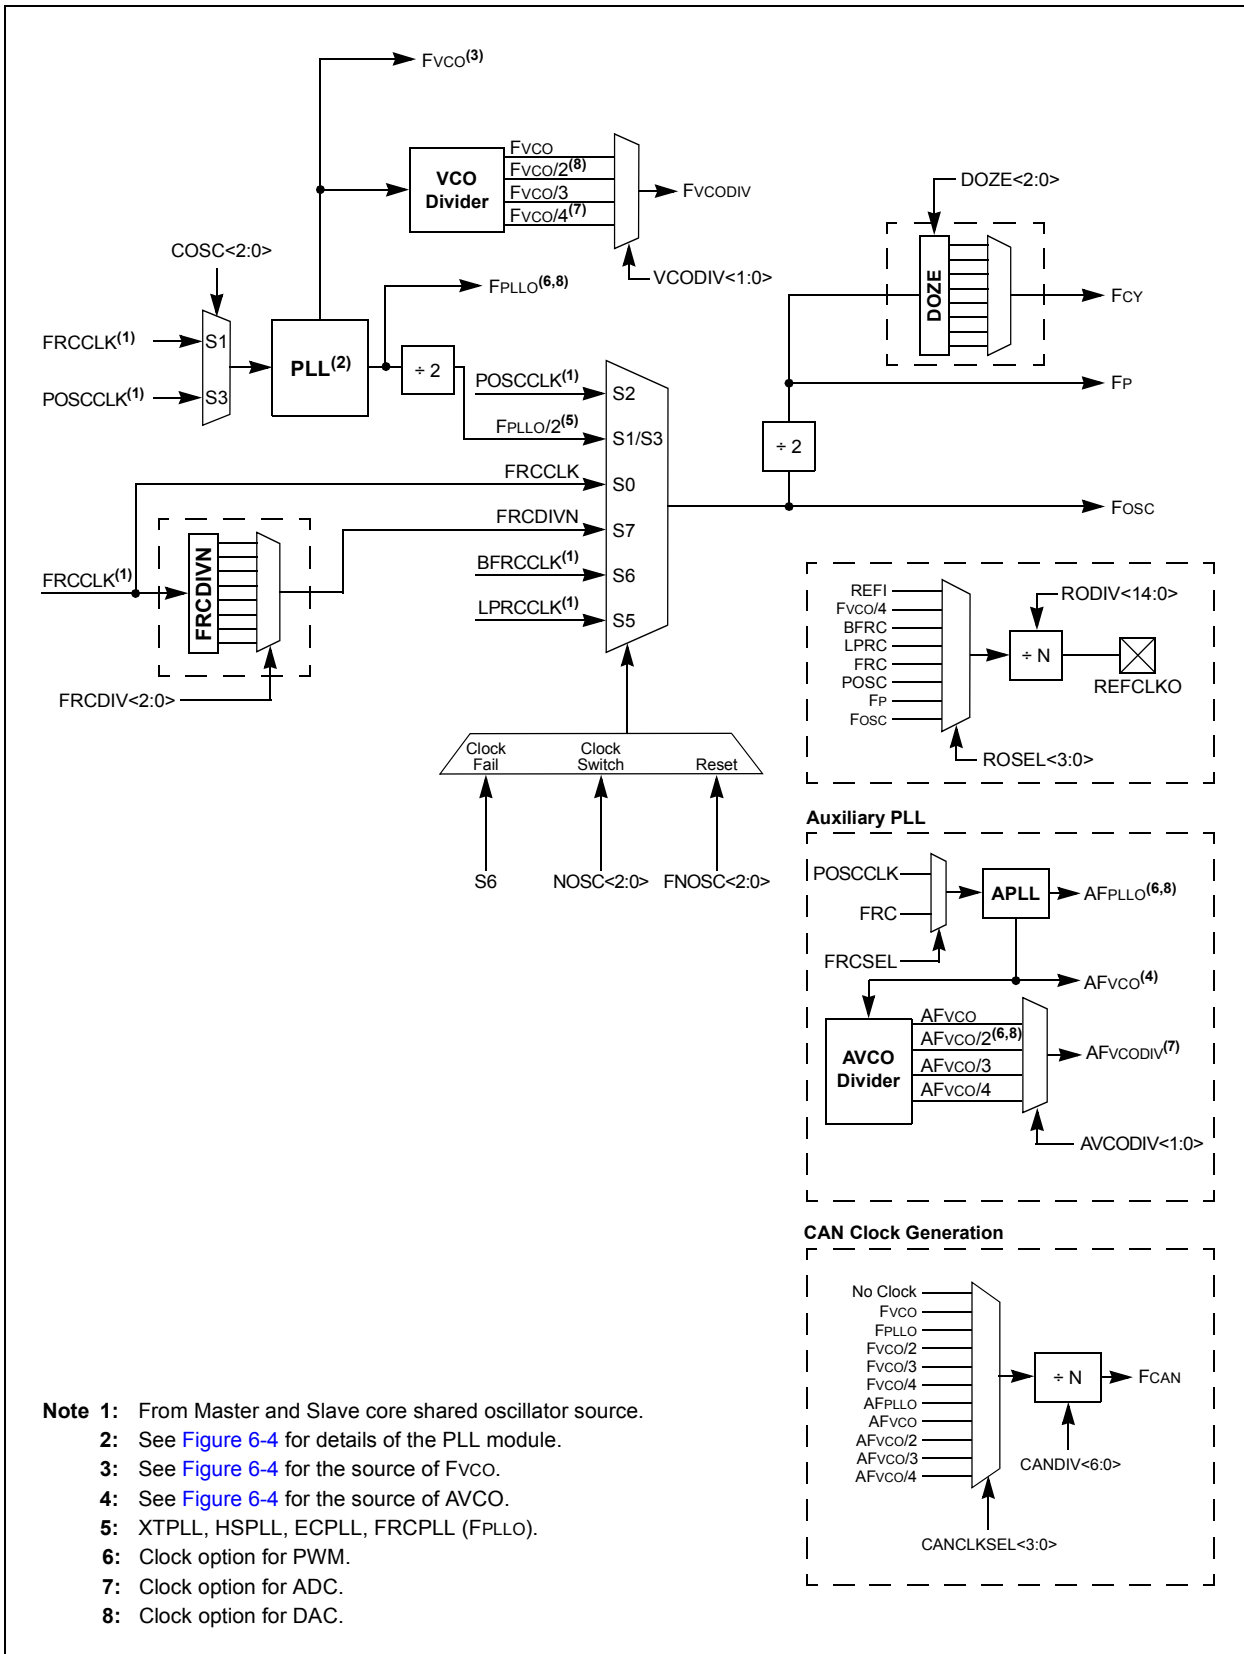 FVCO(3)
VCO
Divider
FVCO
FVCO/2(8)
FVCO/3
FVCO/4(7)
FVCODIV
VCODIV<1:0>
DOZE<2:0>
DOZE
FCY
FP
÷ 2
FOSC
COSC<2:0>
FRCCLK(1)
S1
POSCCLK(1)
S3
PLL(2)
FPLLO(6,8)
÷ 2
POSCCLK(1)
S2
FPLLO/2(5)
S1/S3
FRCCLK
S0
FRCDIVN
S7
BFRCCLK(1)
S6
LPRCCLK(1)
S5
FRCCLK(1)
FRCDIVN
FRCDIV<2:0>
Clock
Fail
Clock
Switch
Reset
S6
NOSC<2:0>
FNOSC<2:0>
REFI
FVCO/4
BFRC
LPRC
FRC
POSC
FP
FOSC
RODIV<14:0>
÷ N
REFCLKO
ROSEL<3:0>
Auxiliary PLL
POSCCLK
FRC
FRCSEL
APLL
AFPLLO(6,8)
AFVCO(4)
AVCO
Divider
AFVCO
AFVCO/2(6,8)
AFVCO/3
AFVCO/4
AFVCODIV(7)
AVCODIV<1:0>
CAN Clock Generation
No Clock
FVCO
FPLLO
FVCO/2
FVCO/3
FVCO/4
AFPLLO
AFVCO
AFVCO/2
AFVCO/3
AFVCO/4
÷ N
FCAN
CANDIV<6:0>
CANCLKSEL<3:0>
Note 1: From Master and Slave core shared oscillator source.
2: See Figure 6-4 for details of the PLL module.
3: See Figure 6-4 for the source of FVCO.
4: See Figure 6-4 for the source of AVCO.
5: XTPLL, HSPLL, ECPLL, FRCPLL (FPLLO).
6: Clock option for PWM.
7: Clock option for ADC.
8: Clock option for DAC.